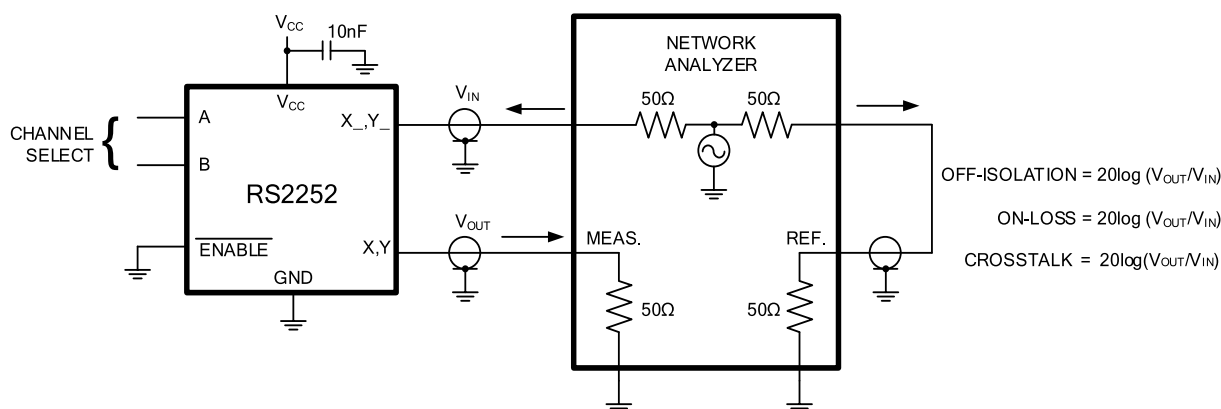 VCC
10nF
NETWORK
ANALYZER
VCC
VIN
50Ω
50Ω
A
X_,Y_
CHANNEL
SELECT
B
RS2252
OFF-ISOLATION = 20log (VOUT/VIN)
VOUT
ON-LOSS = 20log (VOUT/VIN)
ENABLE
X,Y
MEAS.
REF.
CROSSTALK = 20log(VOUT/VIN)
GND
50Ω
50Ω